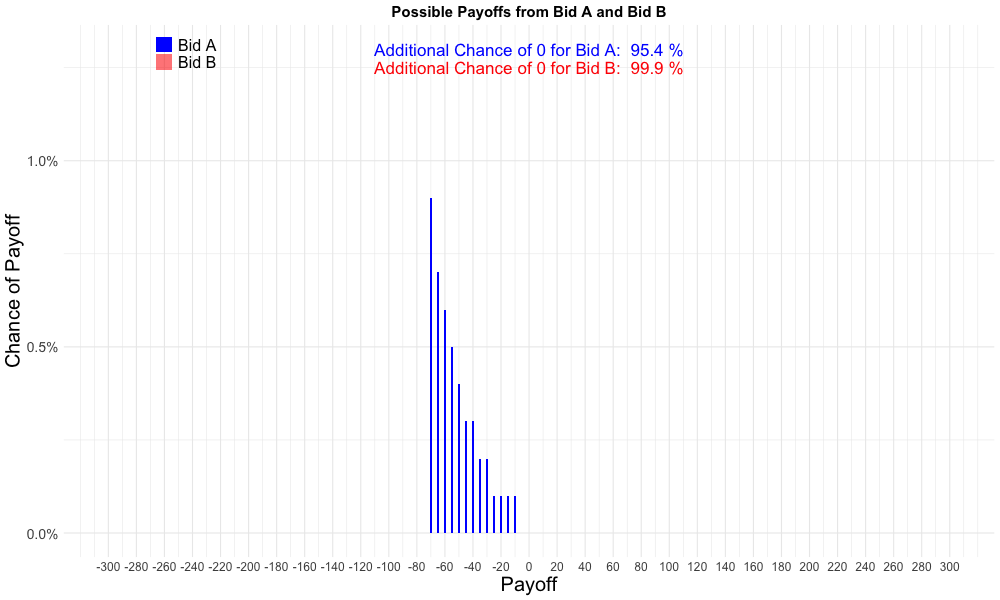 Possible Payoffs from Bid A and Bid B
Bid A
Bid B
Additional Chance of 0 for Bid A: 95.4 %
Additional Chance of 0 for Bid B: 99.9 %
Chance of Payoff
1.0%
0.5%
0.0%
-300 -280 -260 -240 -220 -200 -180 -160 -140 -120 -100 -80 -60 -40 -20 0 20 40 60 80 100 120 140 160 180 200 220 240 260 280 300
Payoff